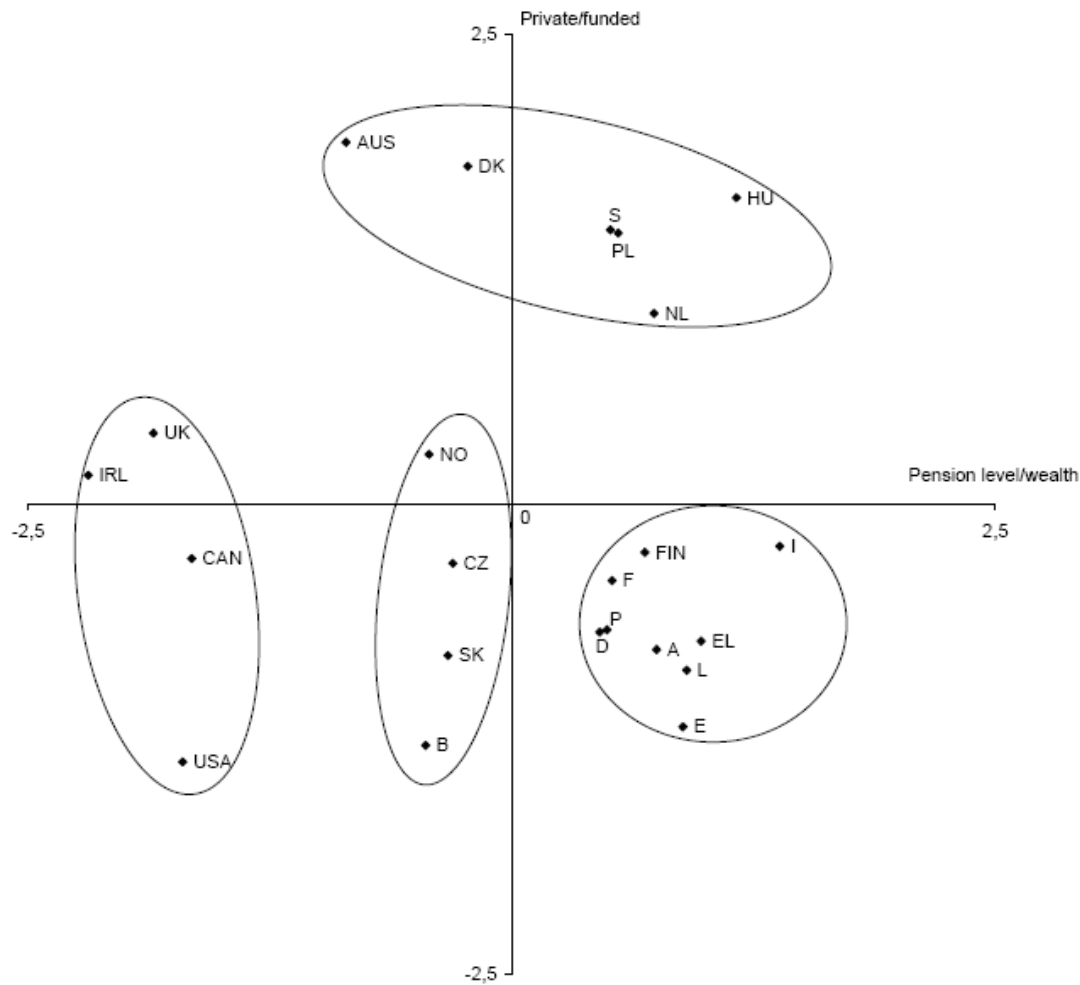 Private/funded
2,5
AUS
DK
HU
S
PL
NL
UK
NO
IRL
Pension level/wealth
-2,5
0
2,5
CAN
CZ
FIN
I
F
P
D
EL
A
SK
L
E
B
USA
-2,5